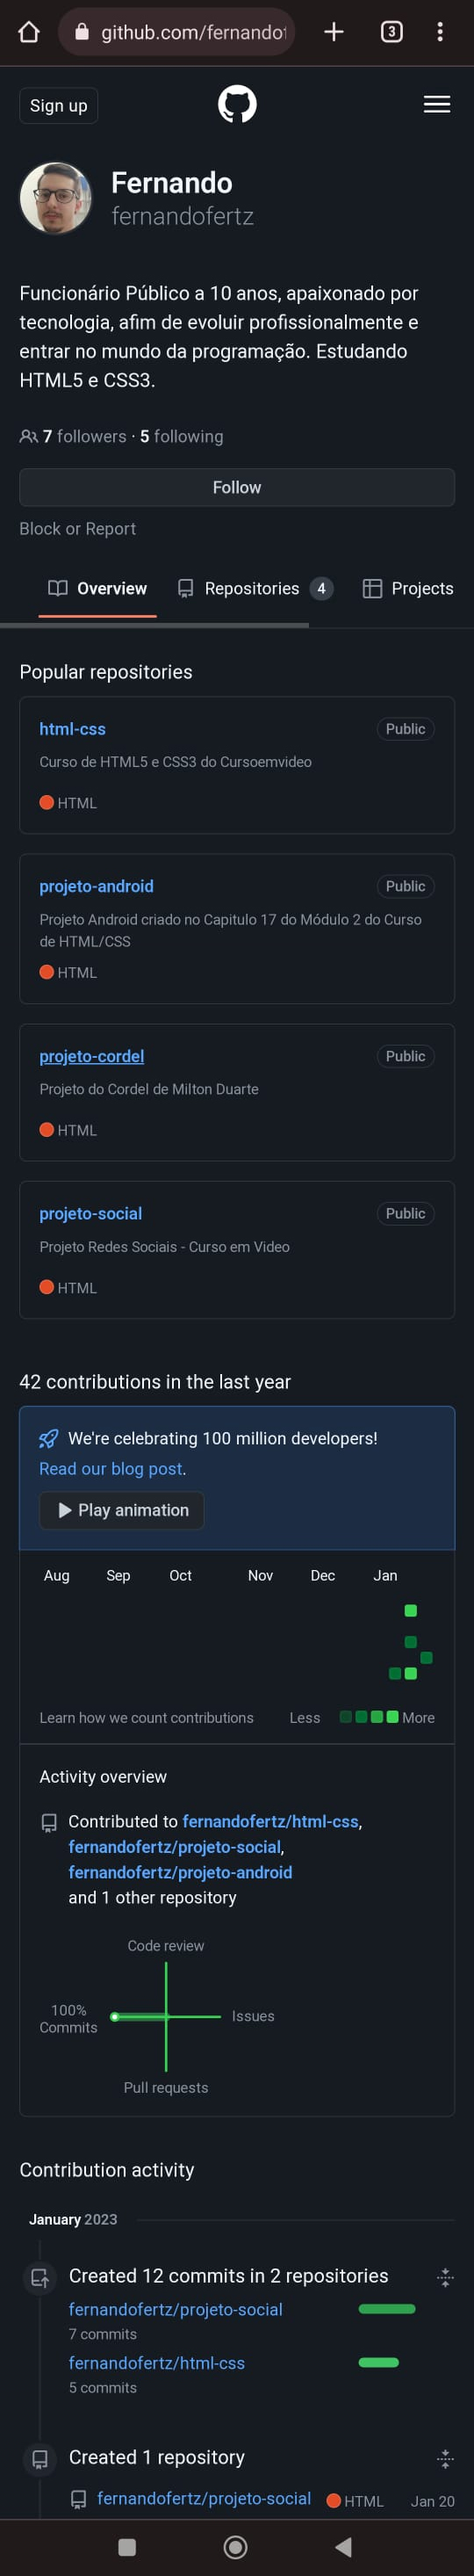 github.com/fernandof
3
Sign up
Fernando
fernandofertz
Funcionário Público a 10 anos, apaixonado por
tecnologia, afim de evoluir profissionalmente e
entrar no mundo da programação. Estudando
HTML5 e CSS3.
7 followers · 5 following
Follow
Block or Report
Overview Repositories 4 Projects
Popular repositories
html-css Public
Curso de HTML5 e CSS3 do Cursoemvideo
HTML
projeto-android Public
Projeto Android criado no Capitulo 17 do Módulo 2 do Curso
de HTML/CSS
HTML
projeto-cordel Public
Projeto do Cordel de Milton Duarte
HTML
projeto-social Public
Projeto Redes Sociais - Curso em Video
HTML
42 contributions in the last year
We're celebrating 100 million developers!
Read our blog post.
Play animation
Aug Sep Oct Nov Dec Jan
Learn how we count contributions Less More
Activity overview
Contributed to fernandofertz/html-css,
fernandofertz/projeto-social,
fernandofertz/projeto-android
and 1 other repository
Code review
100%
Commits
Issues
Pull requests
Contribution activity
January 2023
Created 12 commits in 2 repositories
fernandofertz/projeto-social
7 commits
fernandofertz/html-css
5 commits
Created 1 repository
fernandofertz/projeto-social HTML Jan 20